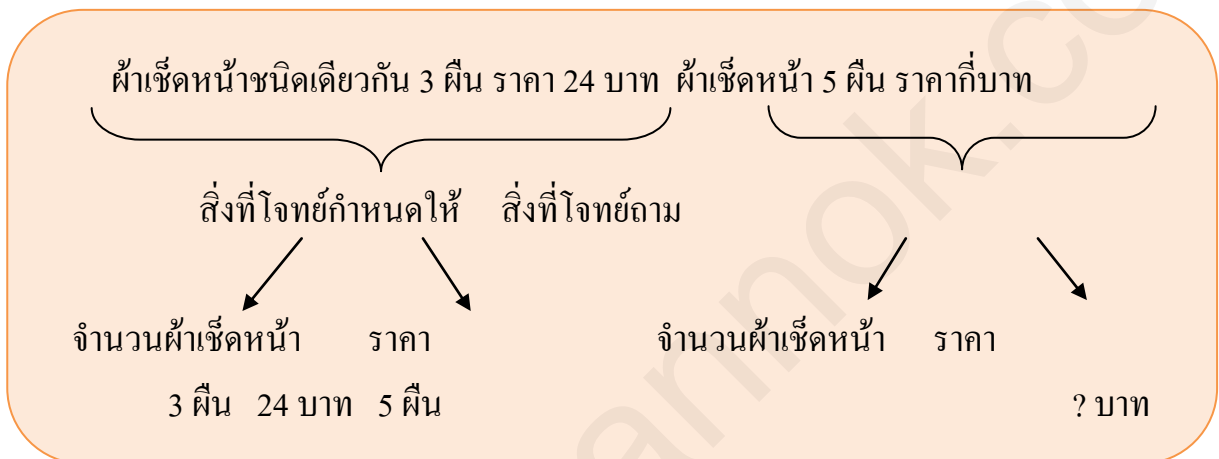 ผ้าเช็ดหน้าชนิดเดียวกัน 3 ผืน ราคา 24 บาท ผ้าเช็ดหน้า 5 ผืน ราคากี่บาท
สิ่งที่โจทย์กำหนดให้ สิ่งที่โจทย์ถาม
จำนวนผ้าเช็ดหน้า ราคา จำนวนผ้าเช็ดหน้า ราคา
3 ผืน 24 บาท 5 ผืน ? บาท